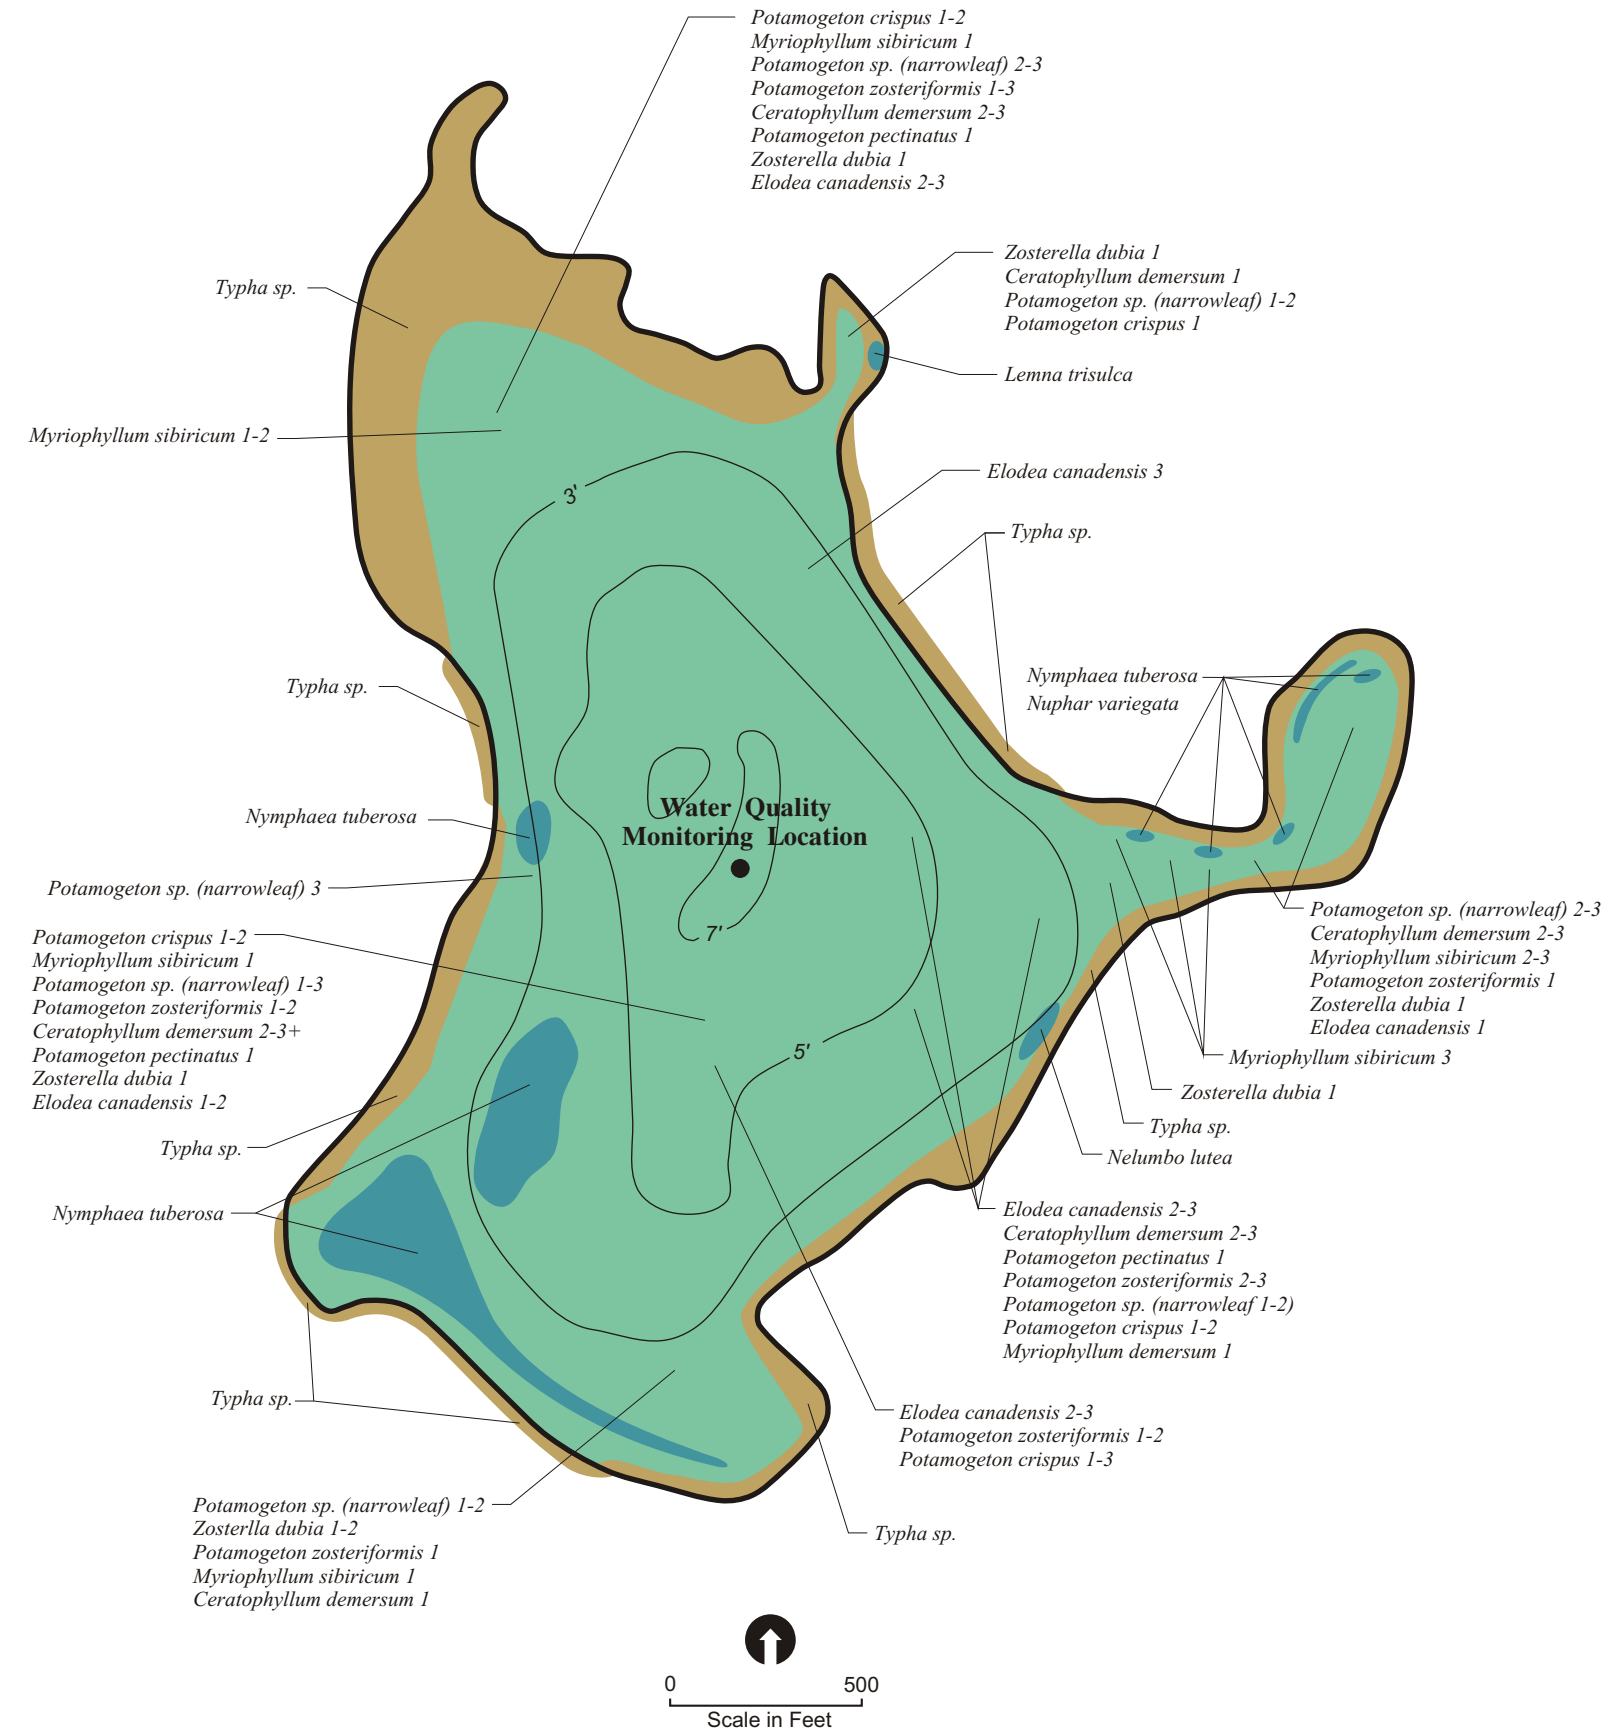 Potamogeton crispus 1-2
Myriophyllum sibiricum 1
Potamogeton sp. (narrowleaf) 2-3
Potamogeton zosteriformis 1-3
Ceratophyllum demersum 2-3
Potamogeton pectinatus 1
Zosterella dubia 1
Elodea canadensis 2-3
Zosterella dubia 1
Ceratophyllum demersum 1
Potamogeton sp. (narrowleaf) 1-2
Potamogeton crispus 1
Typha sp.
Lemna trisulca
Myriophyllum sibiricum 1-2
Elodea canadensis 3
3'
Typha sp.
Typha sp.
Nymphaea tuberosa
Nuphar variegata
Water Quality
Monitoring Location
Nymphaea tuberosa
Potamogeton sp. (narrowleaf) 3
7'
Potamogeton crispus 1-2
Myriophyllum sibiricum 1
Potamogeton sp. (narrowleaf) 1-3
Potamogeton zosteriformis 1-2
Ceratophyllum demersum 2-3+
Potamogeton pectinatus 1
Zosterella dubia 1
Elodea canadensis 1-2
Potamogeton sp. (narrowleaf) 2-3
Ceratophyllum demersum 2-3
Myriophyllum sibiricum 2-3
Potamogeton zosteriformis 1
Zosterella dubia 1
Elodea canadensis 1
5'
Myriophyllum sibiricum 3
Zosterella dubia 1
Typha sp.
Nelumbo lutea
Typha sp.
Nymphaea tuberosa
Elodea canadensis 2-3
Ceratophyllum demersum 2-3
Potamogeton pectinatus 1
Potamogeton zosteriformis 2-3
Potamogeton sp. (narrowleaf 1-2)
Potamogeton crispus 1-2
Myriophyllum demersum 1
Typha sp.
Elodea canadensis 2-3
Potamogeton zosteriformis 1-2
Potamogeton crispus 1-3
Potamogeton sp. (narrowleaf) 1-2
Zosterlla dubia 1-2
Potamogeton zosteriformis 1
Myriophyllum sibiricum 1
Ceratophyllum demersum 1
Typha sp.
0 500
Scale in Feet